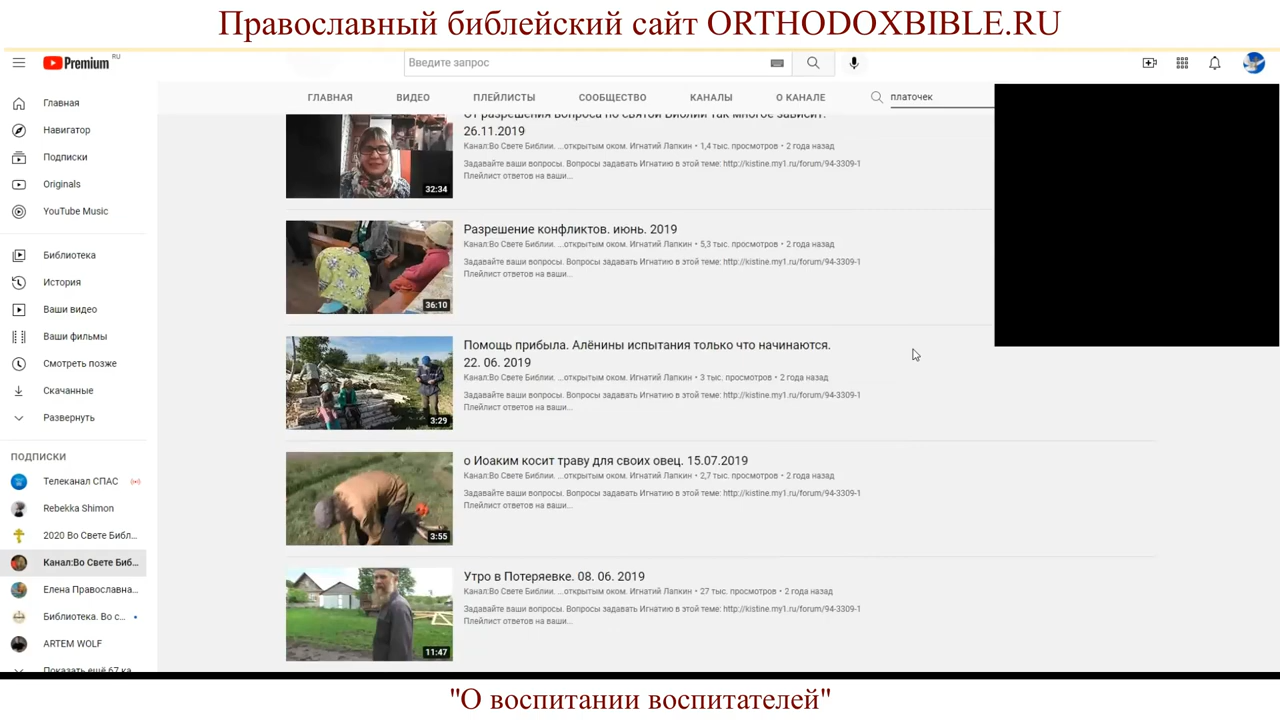 Православный библейский сайт ORTHODOXBIBLE.RU
Premium RU
Введите запрос
Главная
Навигатор
Подписки
Originals
YouTube Music
Библиотека
История
Ваши видео
Ваши фильмы
Смотреть позже
Скачанные
Развернуть
ПОДПИСКИ
Телеканал СПАС
Rebekka Shimon
2020 Во Свете Библ...
Канал:Во Свете Биб...
Елена Православна...
Библиотека. Во с...
ARTEM WOLF
Показать ещё 67 ка
ГЛАВНАЯ ВИДЕО ПЛЕЙЛИСТЫ СООБЩЕСТВО КАНАЛЫ О КАНАЛЕ платочек
От разрешения вопроса по святой Библии так многое зависит.
26.11.2019
Канал:Во Свете Библии. ...открытым оком. Игнатий Лапкин • 1,4 тыс. просмотров • 2 года назад
Задавайте ваши вопросы. Вопросы задавать Игнатию в этой теме: http://kistine.my1.ru/forum/94-3309-1
Плейлист ответов на ваши...
32:34
Разрешение конфликтов. июнь. 2019
Канал:Во Свете Библии. ...открытым оком. Игнатий Лапкин • 5,3 тыс. просмотров • 2 года назад
Задавайте ваши вопросы. Вопросы задавать Игнатию в этой теме: http://kistine.my1.ru/forum/94-3309-1
Плейлист ответов на ваши...
36:10
Помощь прибыла. Алёнины испытания только что начинаются.
22. 06. 2019
Канал:Во Свете Библии. ...открытым оком. Игнатий Лапкин • 3 тыс. просмотров • 2 года назад
Задавайте ваши вопросы. Вопросы задавать Игнатию в этой теме: http://kistine.my1.ru/forum/94-3309-1
Плейлист ответов на ваши...
3:29
о Иоаким косит траву для своих овец. 15.07.2019
Канал:Во Свете Библии. ...открытым оком. Игнатий Лапкин • 2,7 тыс. просмотров • 2 года назад
Задавайте ваши вопросы. Вопросы задавать Игнатию в этой теме: http://kistine.my1.ru/forum/94-3309-1
Плейлист ответов на ваши...
3:55
Утро в Потеряевке. 08. 06. 2019
Канал:Во Свете Библии. ...открытым оком. Игнатий Лапкин • 27 тыс. просмотров • 2 года назад
Задавайте ваши вопросы. Вопросы задавать Игнатию в этой теме: http://kistine.my1.ru/forum/94-3309-1
Плейлист ответов на ваши...
11:47
"О воспитании воспитателей"